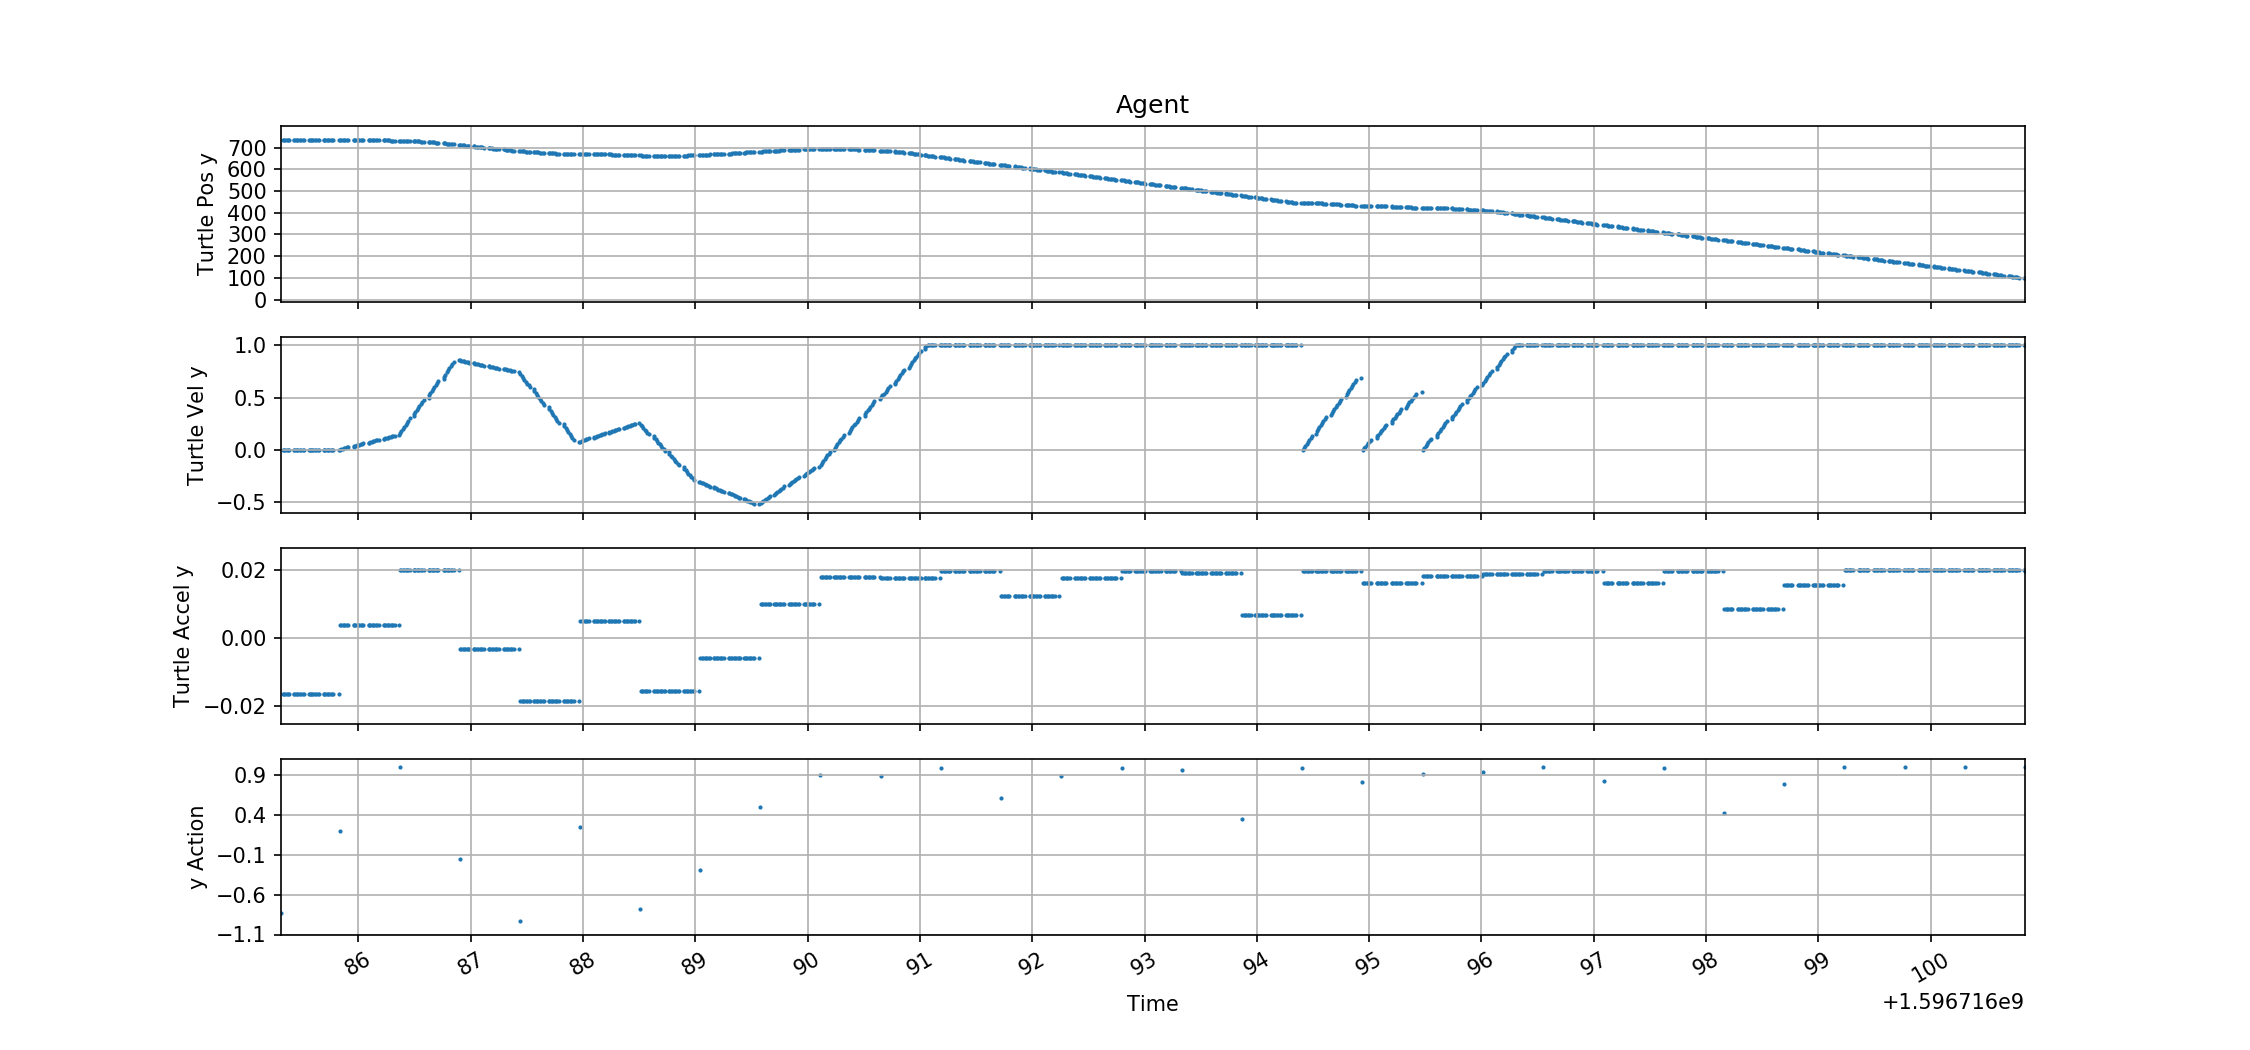 Agent
Turtle Pos y
700
600
500
400
300
200
100
0
Turtle Vel y
1.0
0.5
0.0
−0.5
Turtle Accel y
0.02
0.00
−0.02
y Action
0.9
0.4
−0.1
−0.6
−1.1
86 87 88 89 90 91 92 93 94 95 96 97 98 99 100
Time
+1.596716e9